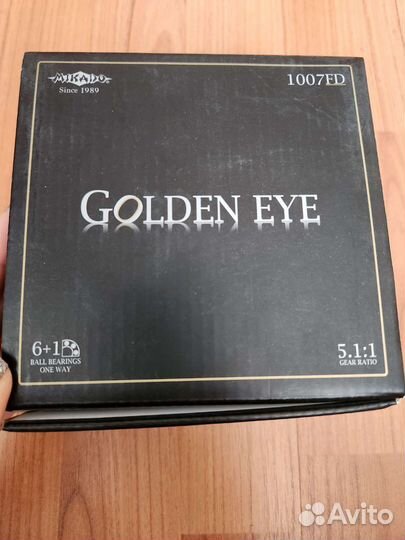 MIKADO
Since 1989
1007FD
GOLDEN EYE
6+1
BALL BEARINGS
ONE WAY
5.1:1
GEAR RATIO
Avito